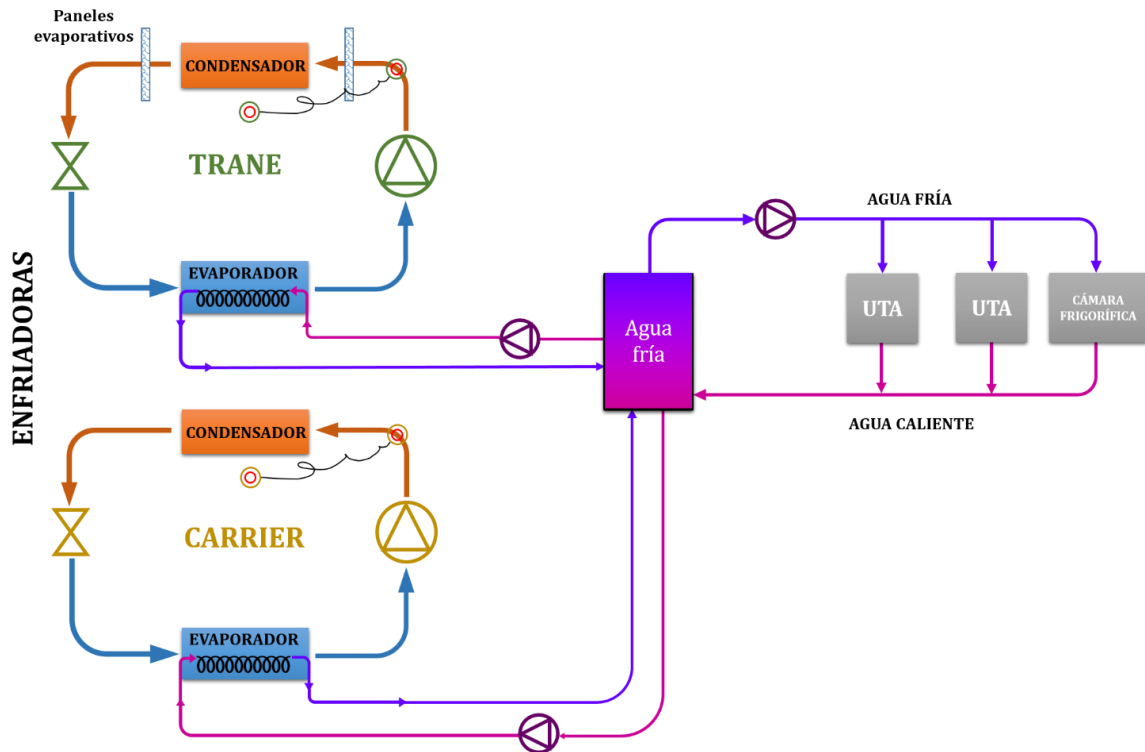 Paneles
evaporativos
CONDENSADOR
TRANE
EVAPORADOR
ENFRIADORAS
CONDENSADOR
CARRIER
EVAPORADOR
Agua
fría
AGUA FRÍA
UTA
UTA
CÁMARA
FRIGORÍFICA
AGUA CALIENTE